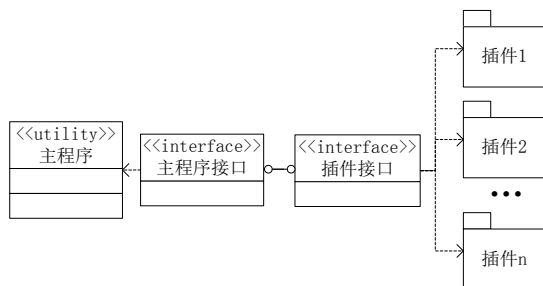 <<utility>>
主程序
<<interface>>
主程序接口
<<interface>>
插件接口
插件1
插件2
•••
插件n